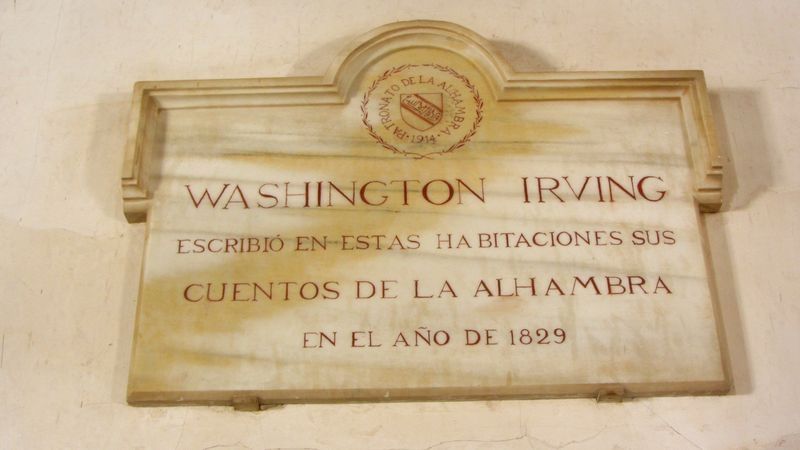 PATRONATO DE LA ALHAMBRA
1914
WASHINGTON IRVING
ESCRIBIÓ EN ESTAS HABITACIONES SUS
CUENTOS DE LA ALHAMBRA
EN EL AÑO DE 1829